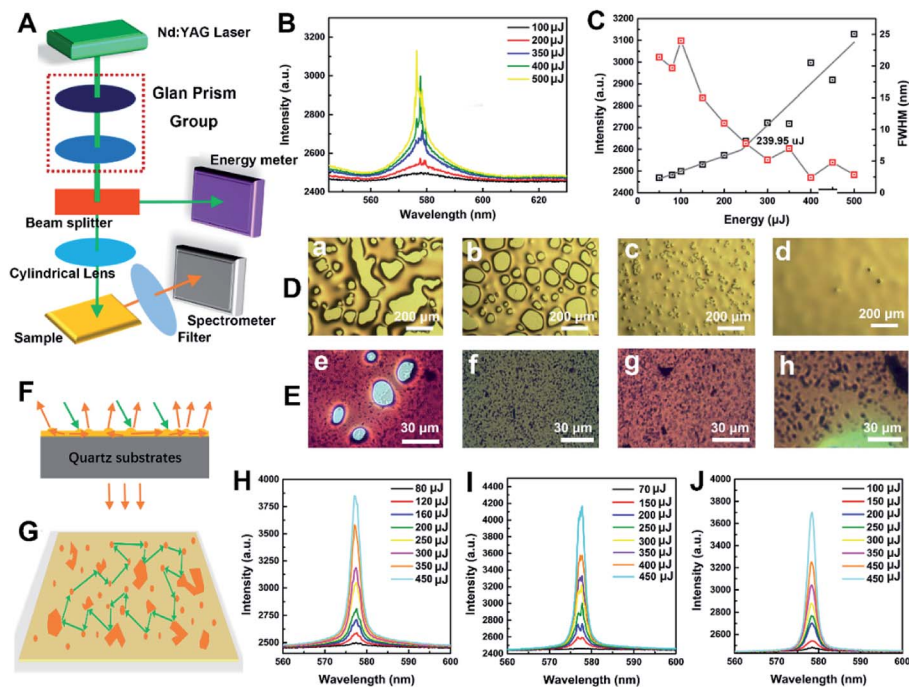 A
Nd:YAG Laser
Glan Prism
Group
Energy meter
Beam splitter
Cylindrical Lens
Spectrometer
Sample
Filter
B
Intensity (a.u.)
3200
3000
2800
2600
2400
560
580
600
620
Wavelength (nm)
100 μJ
200 μJ
350 μJ
400 μJ
500 μJ
C
Intensity (a.u.)
3200
3100
3000
2900
2800
2700
2600
2500
2400
0
100
200
300
400
500
Energy (μJ)
239.95 uJ
25
20
15
10
5
0
FWHM (nm)
D
a
200 μm
b
200 μm
c
200 μm
d
200 μm
E
e
30 μm
f
30 μm
g
30 μm
h
30 μm
F
Quartz substrates
G
H
Intensity (a.u.)
4000
3750
3500
3250
3000
2750
2500
560
570
580
590
600
Wavelength (nm)
80 μJ
120 μJ
160 μJ
200 μJ
250 μJ
300 μJ
350 μJ
450 μJ
I
Intensity (a.u.)
4400
4200
4000
3800
3600
3400
3200
3000
2800
2600
2400
560
570
580
590
600
Wavelength (nm)
70 μJ
150 μJ
200 μJ
250 μJ
300 μJ
350 μJ
400 μJ
450 μJ
J
Intensity (a.u.)
4000
3800
3600
3400
3200
3000
2800
2600
560
570
580
590
600
Wavelength (nm)
100 μJ
150 μJ
200 μJ
250 μJ
300 μJ
350 μJ
450 μJ
450 μJ